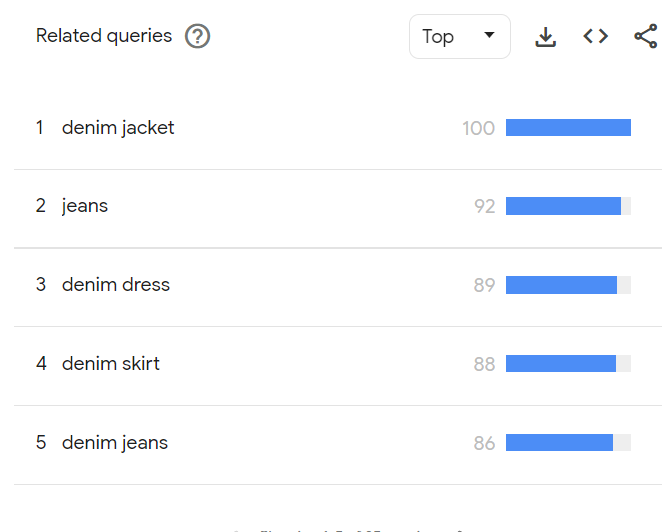 Related queries
Top
1 denim jacket 100
2 jeans 92
3 denim dress 89
4 denim skirt 88
5 denim jeans 86